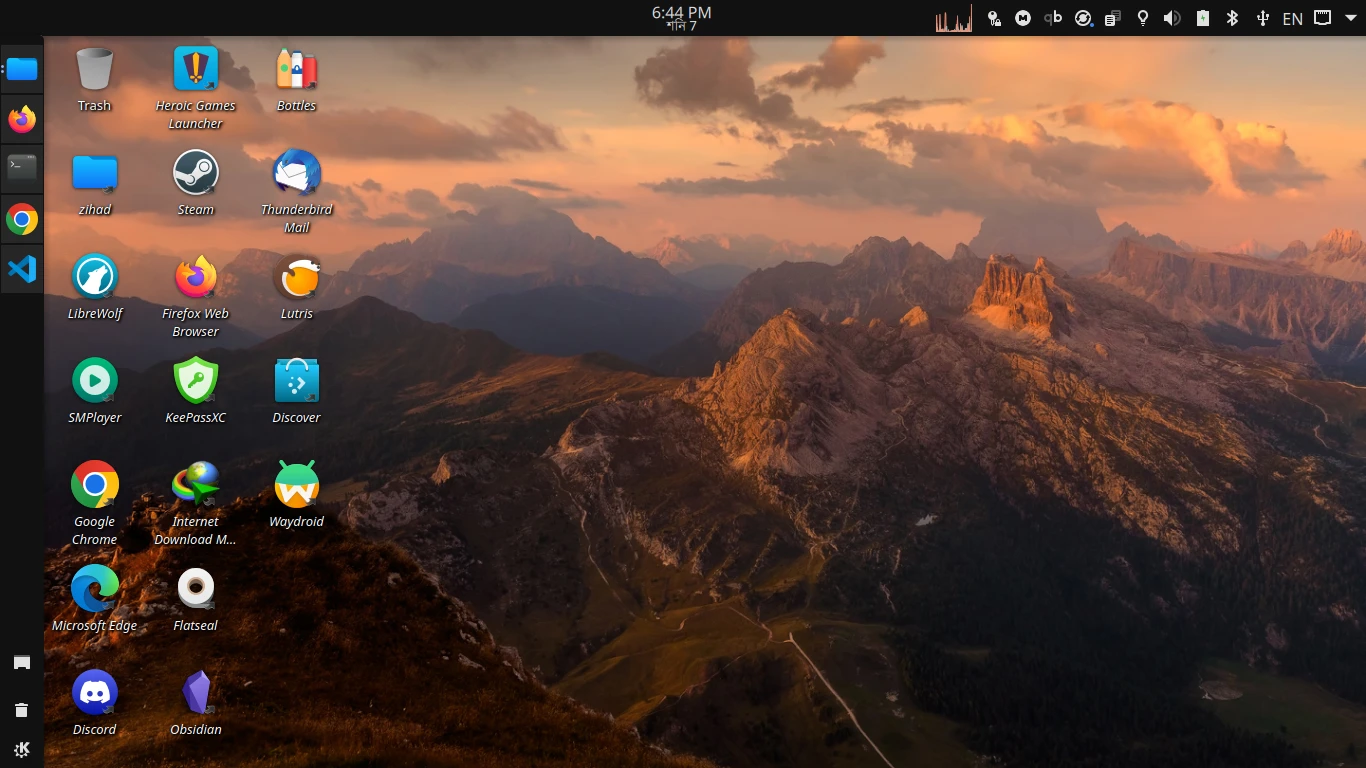 6:44 PM
শনি 7
qb
EN
Trash
Heroic Games
Launcher
Bottles
zihad
Steam
Thunderbird
Mail
LibreWolf
Firefox Web
Browser
Lutris
SMPlayer
KeePassXC
Discover
Google
Chrome
Internet
Download M...
Waydroid
Microsoft Edge
Flatseal
Discord
Obsidian